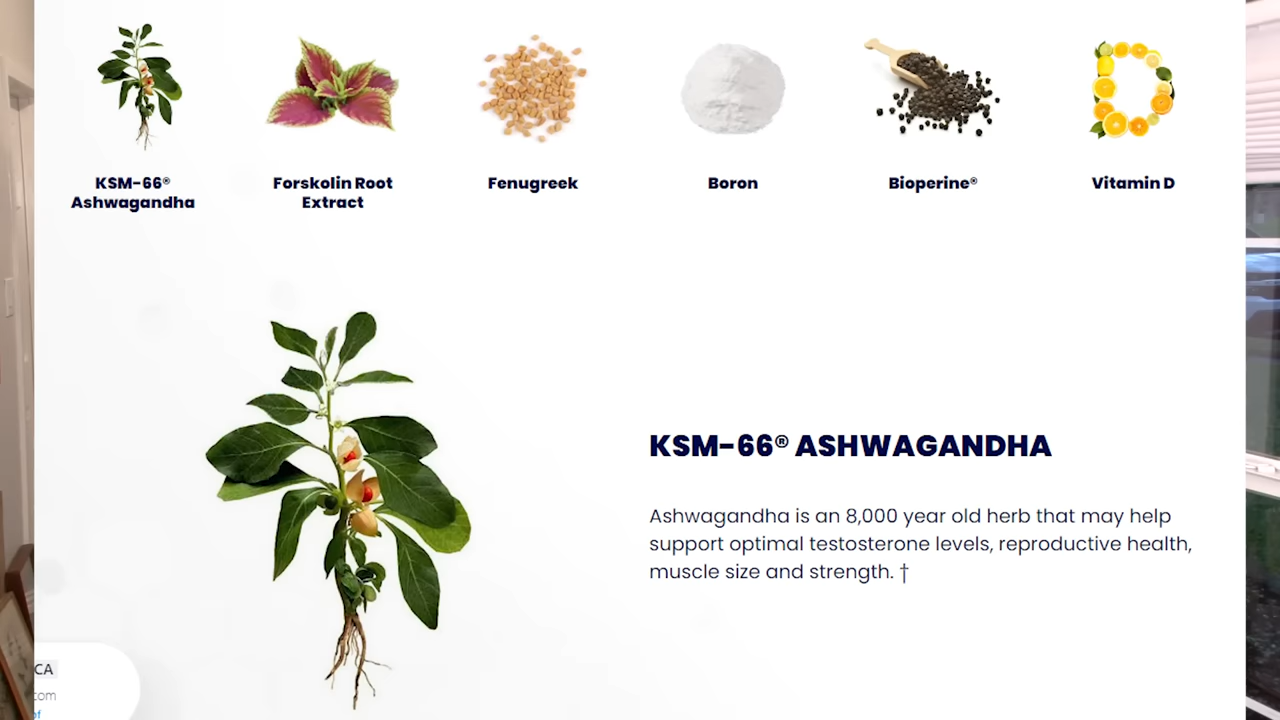 KSM-66®
Ashwagandha
Forskolin Root
Extract
Fenugreek
Boron
Bioperine®
Vitamin D
KSM-66® ASHWAGANDHA
Ashwagandha is an 8,000 year old herb that may help
support optimal testosterone levels, reproductive health,
muscle size and strength. †
CA
.com
of